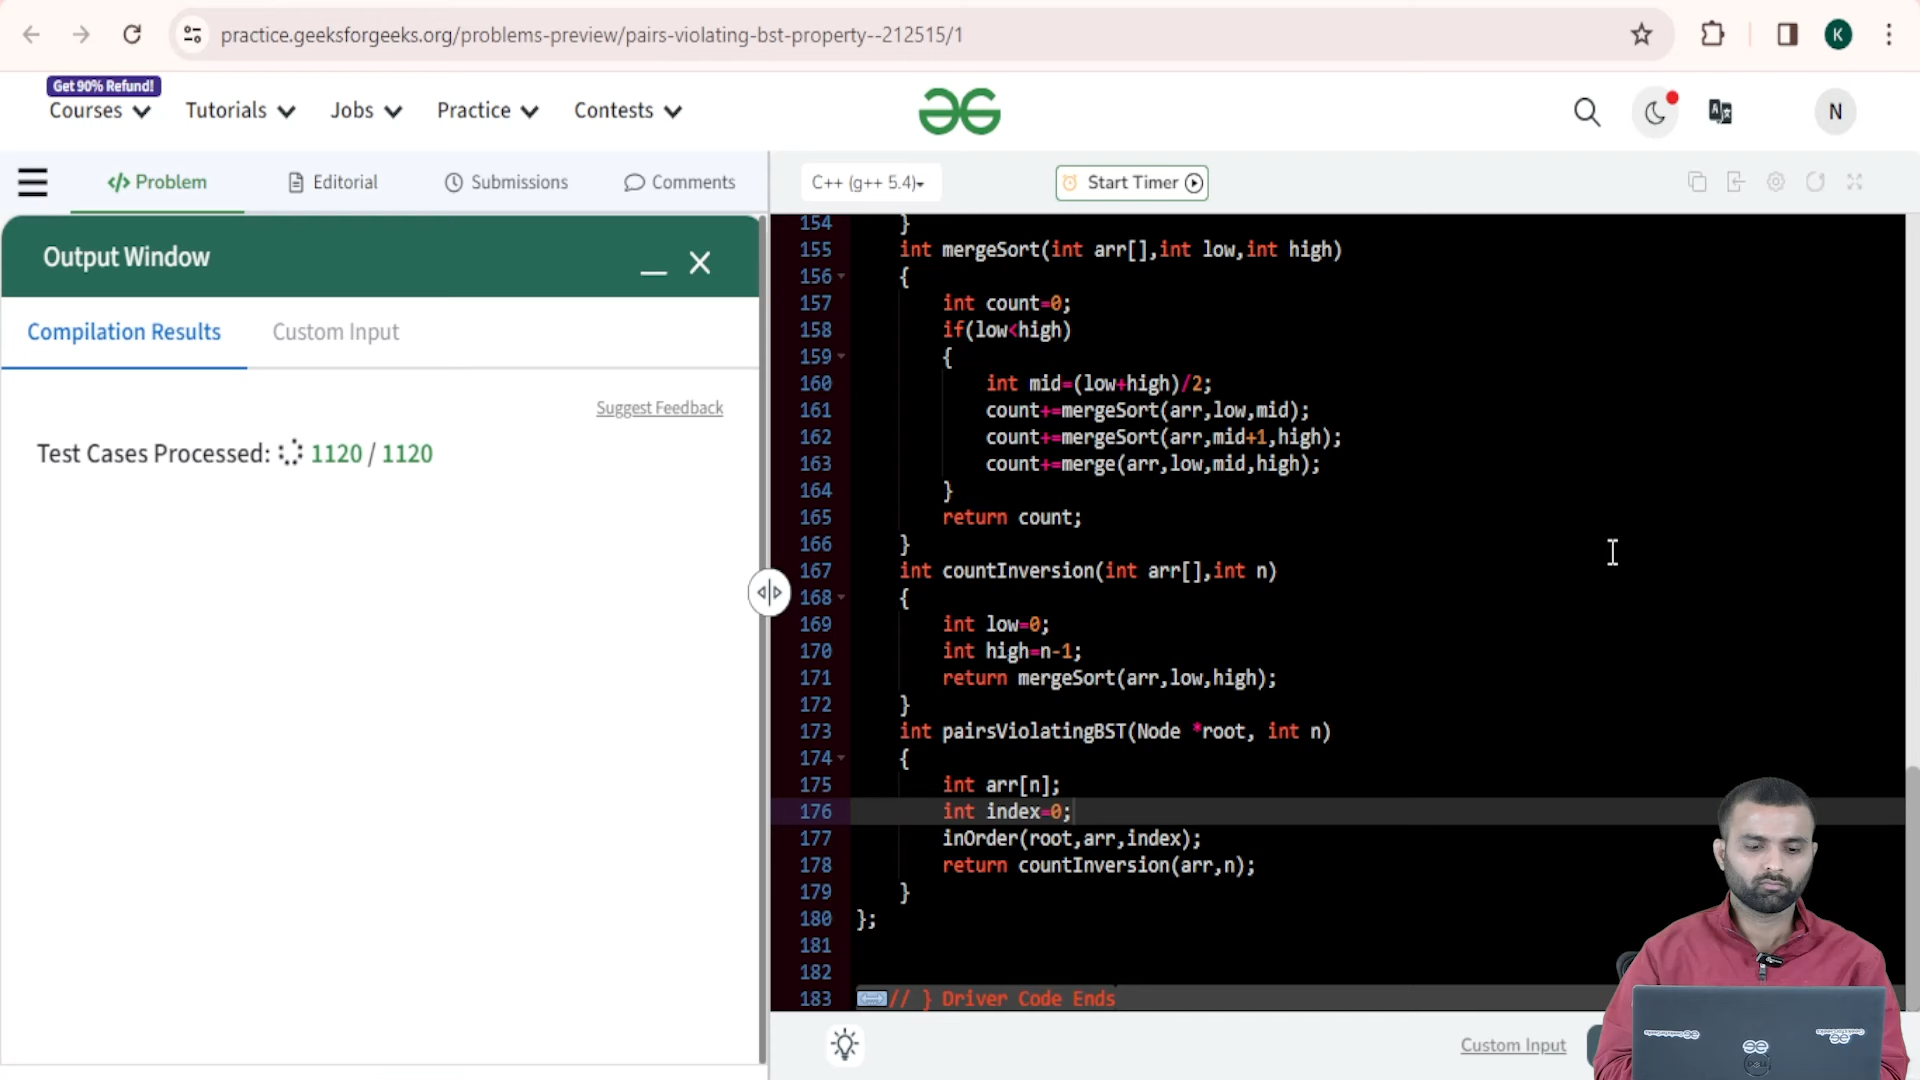 practice.geeksforgeeks.org/problems-preview/pairs-violating-bst-property--212515/1
K
Get 90% Refund!
Courses
Tutorials
Jobs
Practice
Contests
N
</> Problem
Editorial
Submissions
Comments
C++ (g++ 5.4)
Start Timer
Output Window
Compilation Results
Custom Input
Suggest Feedback
Test Cases Processed: 1120 / 1120
154 }
155 int mergeSort(int arr[],int low,int high)
156 {
157 int count=0;
158 if(low<high)
159 {
160 int mid=(low+high)/2;
161 count+=mergeSort(arr,low,mid);
162 count+=mergeSort(arr,mid+1,high);
163 count+=merge(arr,low,mid,high);
164 }
165 return count;
166 }
167 int countInversion(int arr[],int n)
168 {
169 int low=0;
170 int high=n-1;
171 return mergeSort(arr,low,high);
172 }
173 int pairsViolatingBST(Node *root, int n)
174 {
175 int arr[n];
176 int index=0;
177 inOrder(root,arr,index);
178 return countInversion(arr,n);
179 }
180 };
181
182
183 // } Driver Code Ends
Custom Input